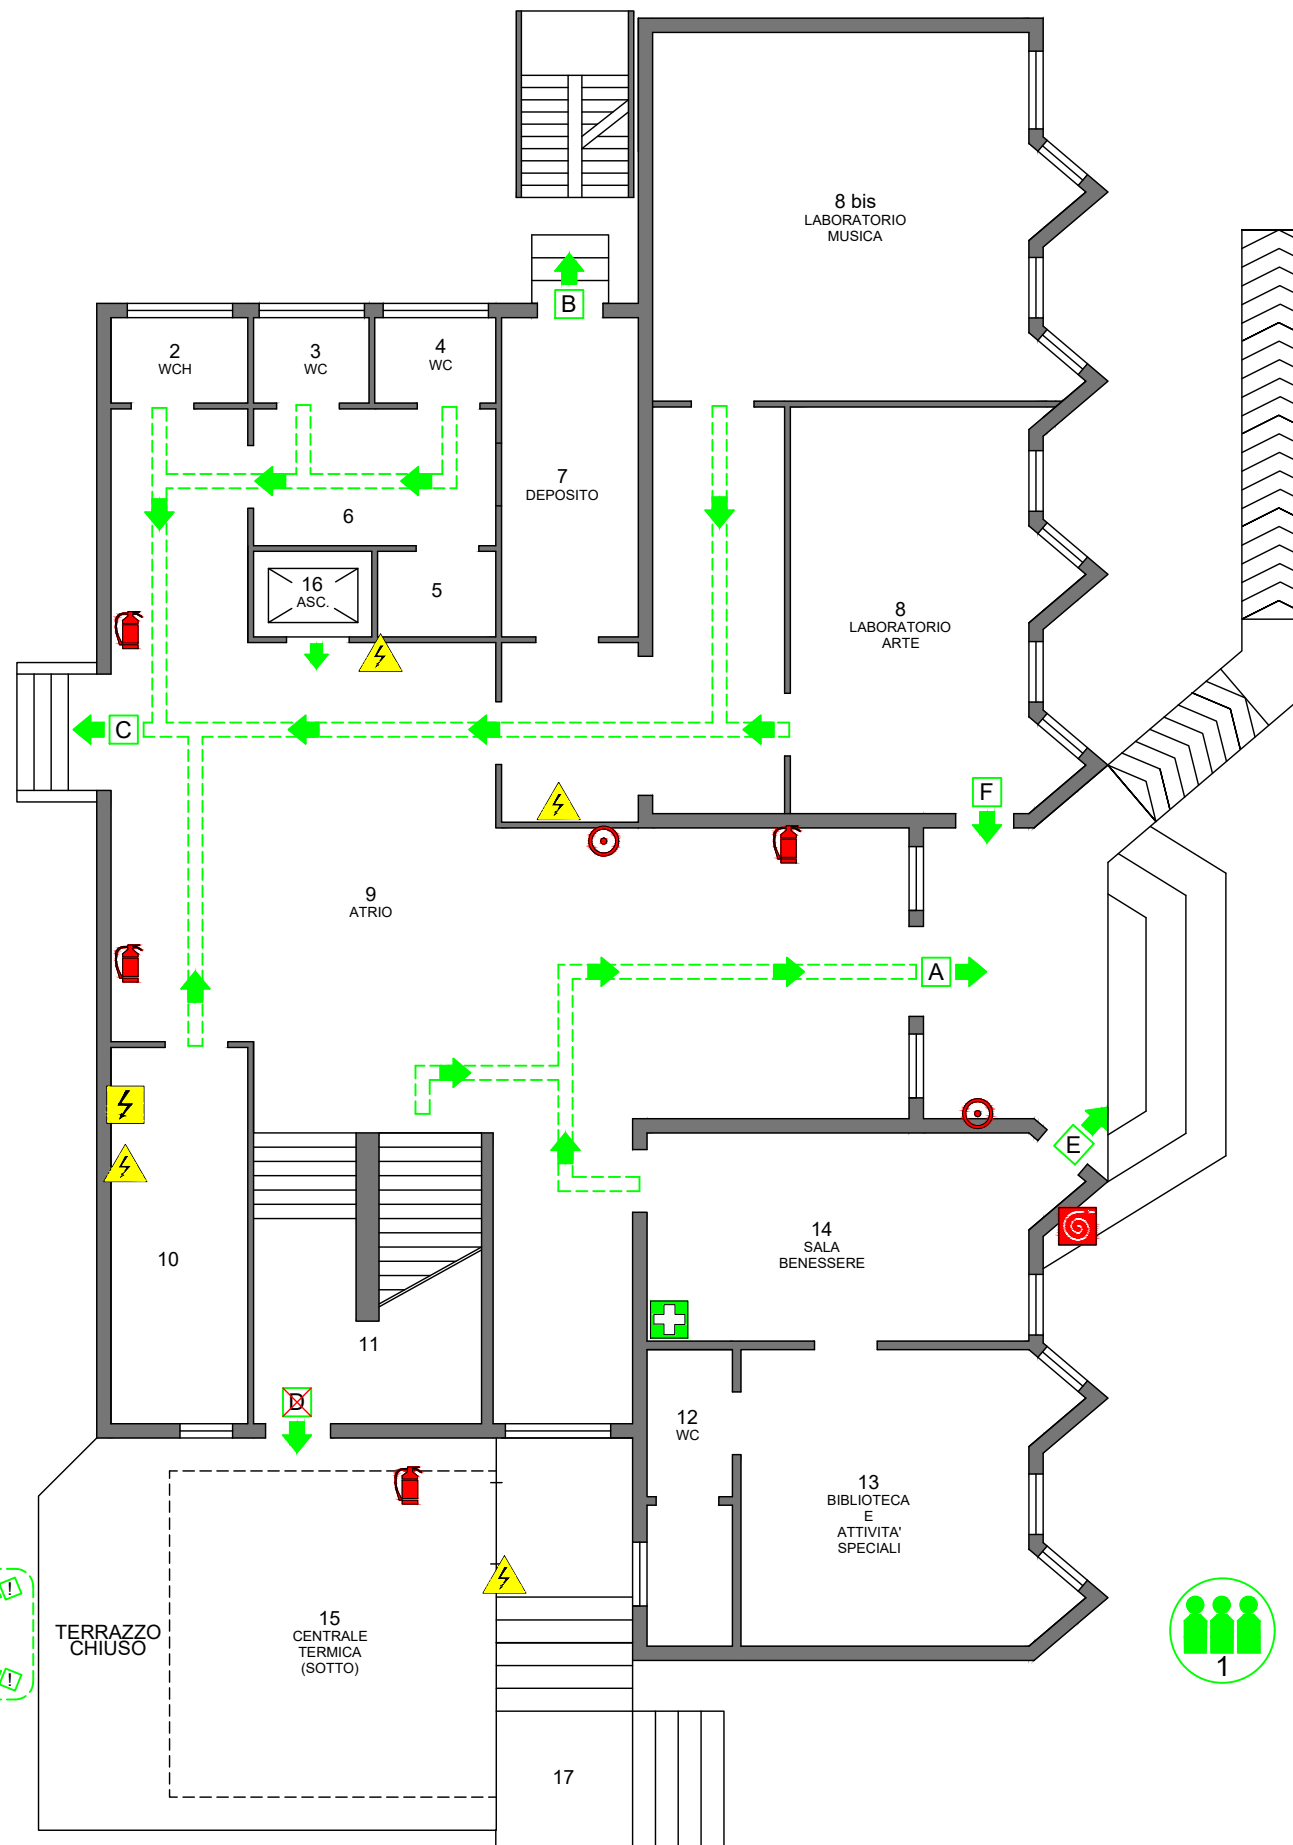 8 bis
LABORATORIO
MUSICA
B
2
WCH
3
WC
4
WC
7
DEPOSITO
6
16
ASC.
5
8
LABORATORIO
ARTE
C
F
9
ATRIO
A
E
10
14
SALA
BENESSERE
11
D
12
WC
13
BIBLIOTECA
E
ATTIVITA'
SPECIALI
!
!
TERRAZZO
CHIUSO
15
CENTRALE
TERMICA
(SOTTO)
1
17